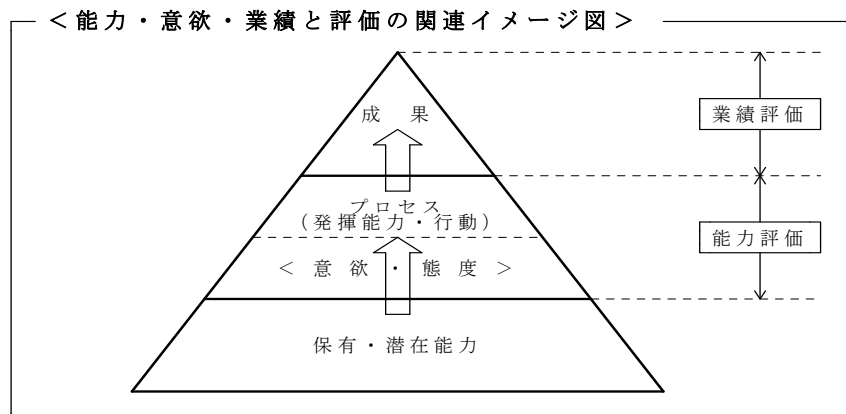 <能力・意欲・業績と評価の関連イメージ図>
成果
業績評価
プロセス
(発揮能力・行動)
能力評価
<意欲・態度>
保有・潜在能力